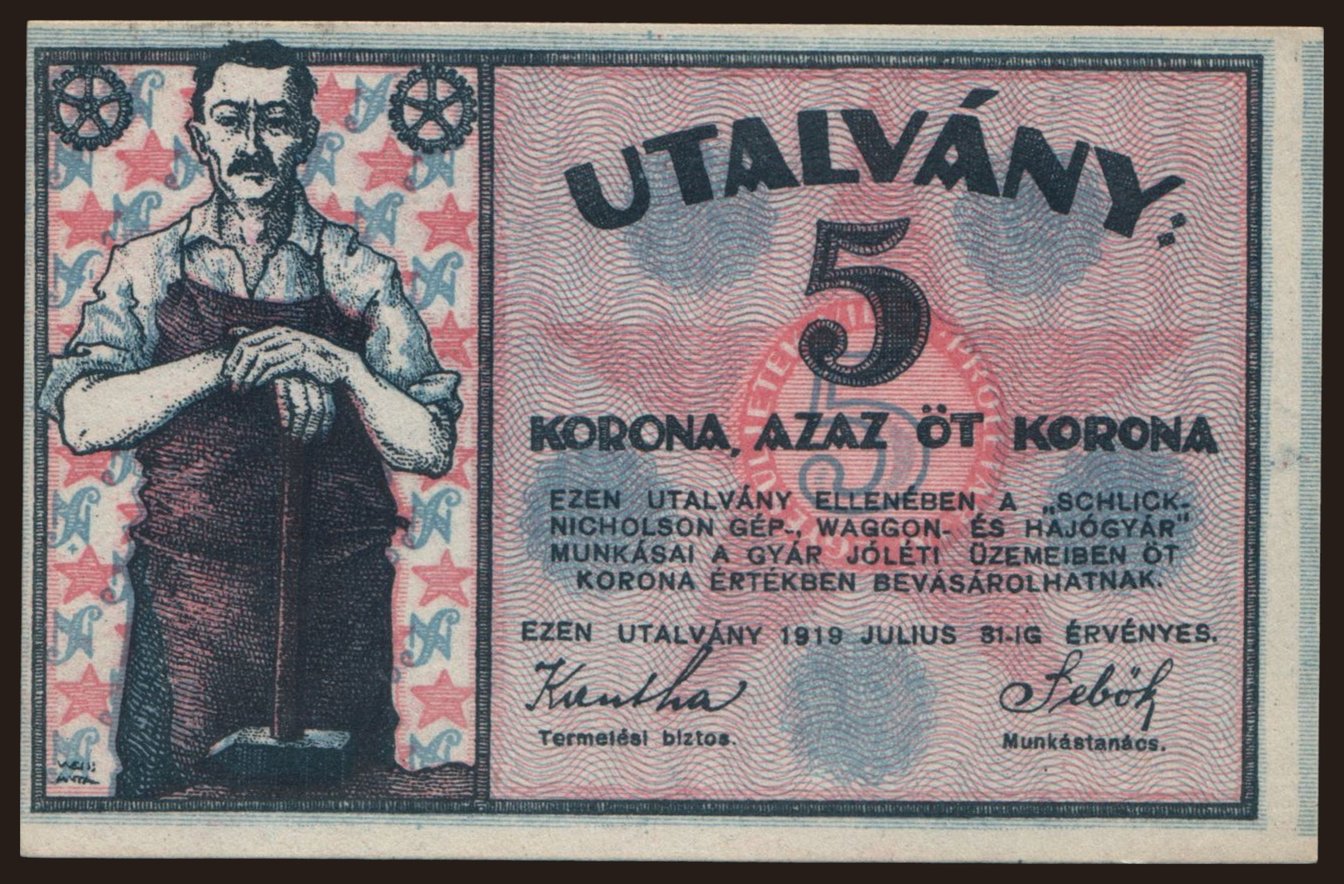 UTALVÁNY:
5
KORONA, AZAZ ÖT KORONA
EZEN UTALVÁNY ELLENÉBEN, A „SCHLICK-
NICHOLSON GÉP-, WAGGON- ÉS HAJÓGYÁR"
MUNKÁSAI A GYÁR JÓLÉTI ÜZEMEIBEN ÖT
KORONA ÉRTÉKBEN BEVÁSÁROLHATNAK.
EZEN UTALVÁNY 1919 JULIUS 31-IG ÉRVÉNYES.
Kuntha Sebők
Termelési biztos. Munkástanács.